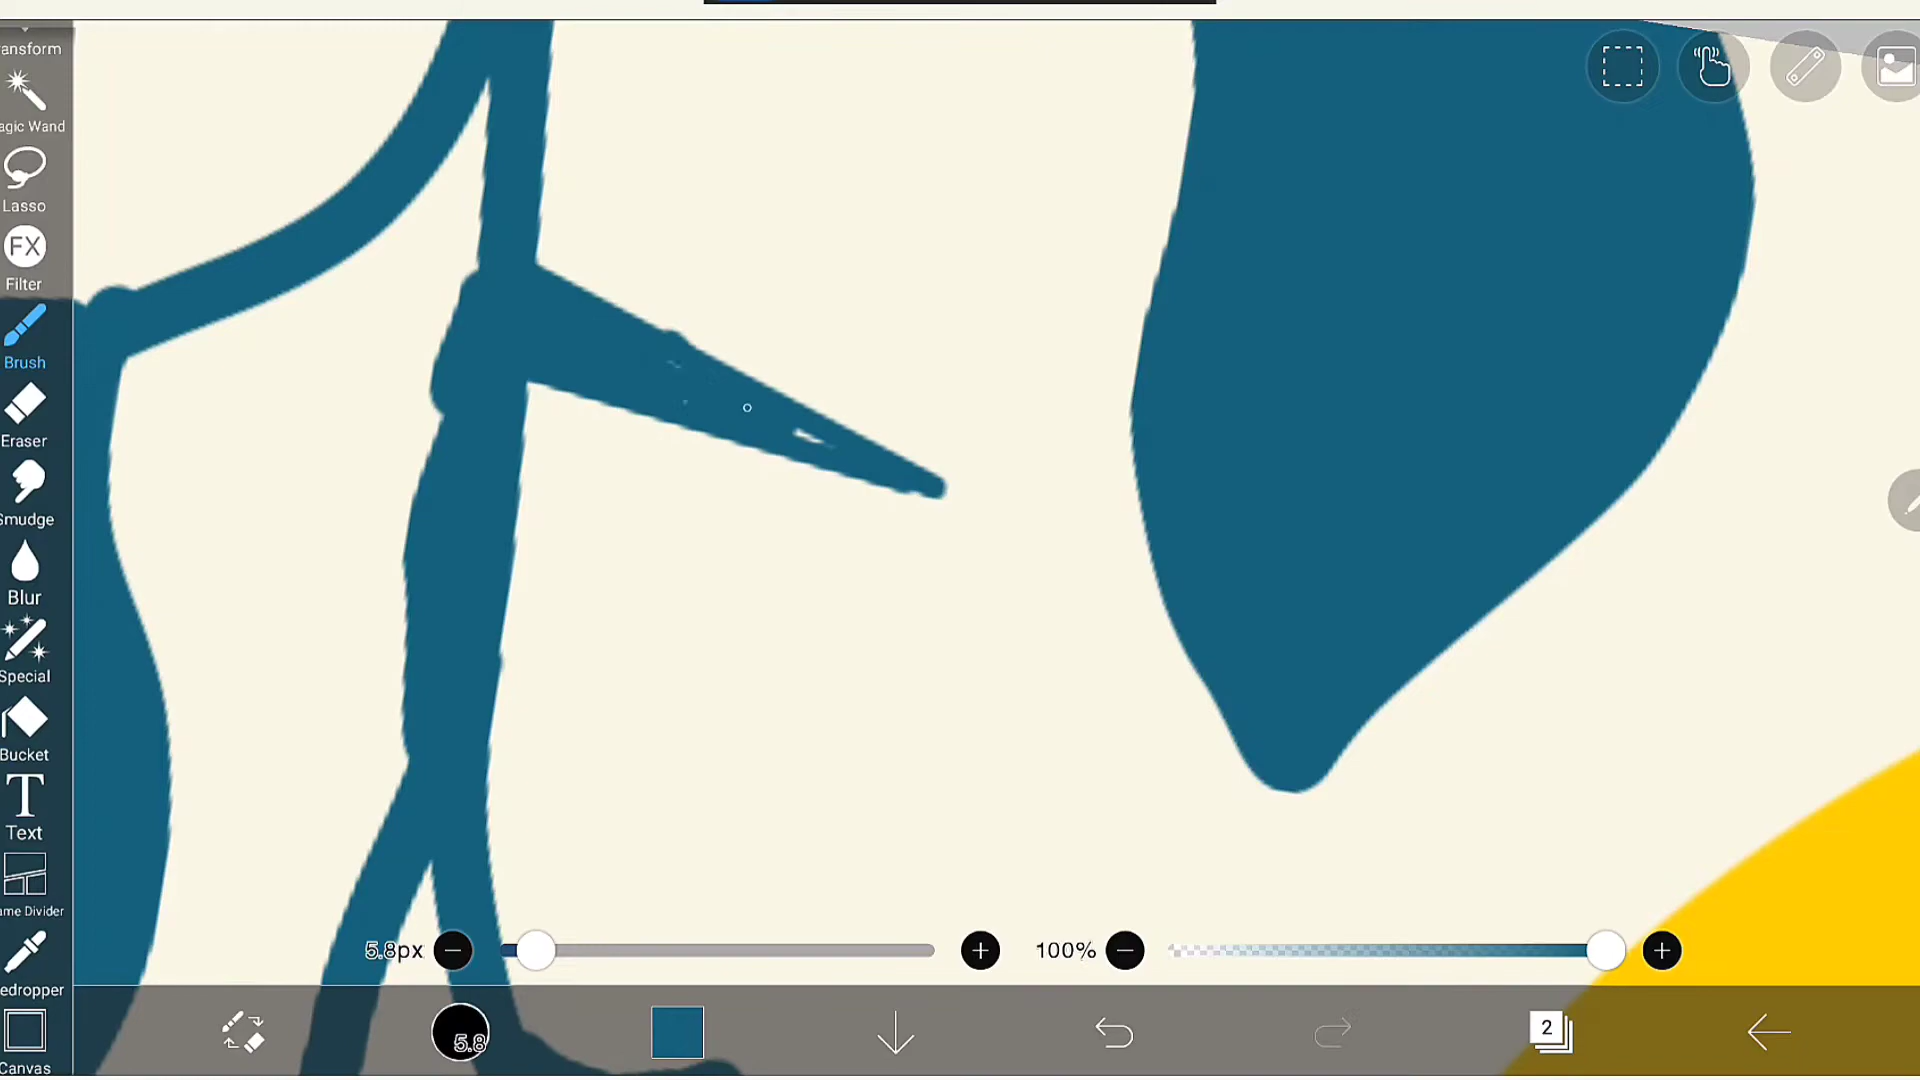 ansform
agic Wand
Lasso
FX
Filter
Brush
Eraser
Smudge
Blur
Special
Bucket
T
Text
ame Divider
edropper
Canvas
5.8px
100%
5.8
2